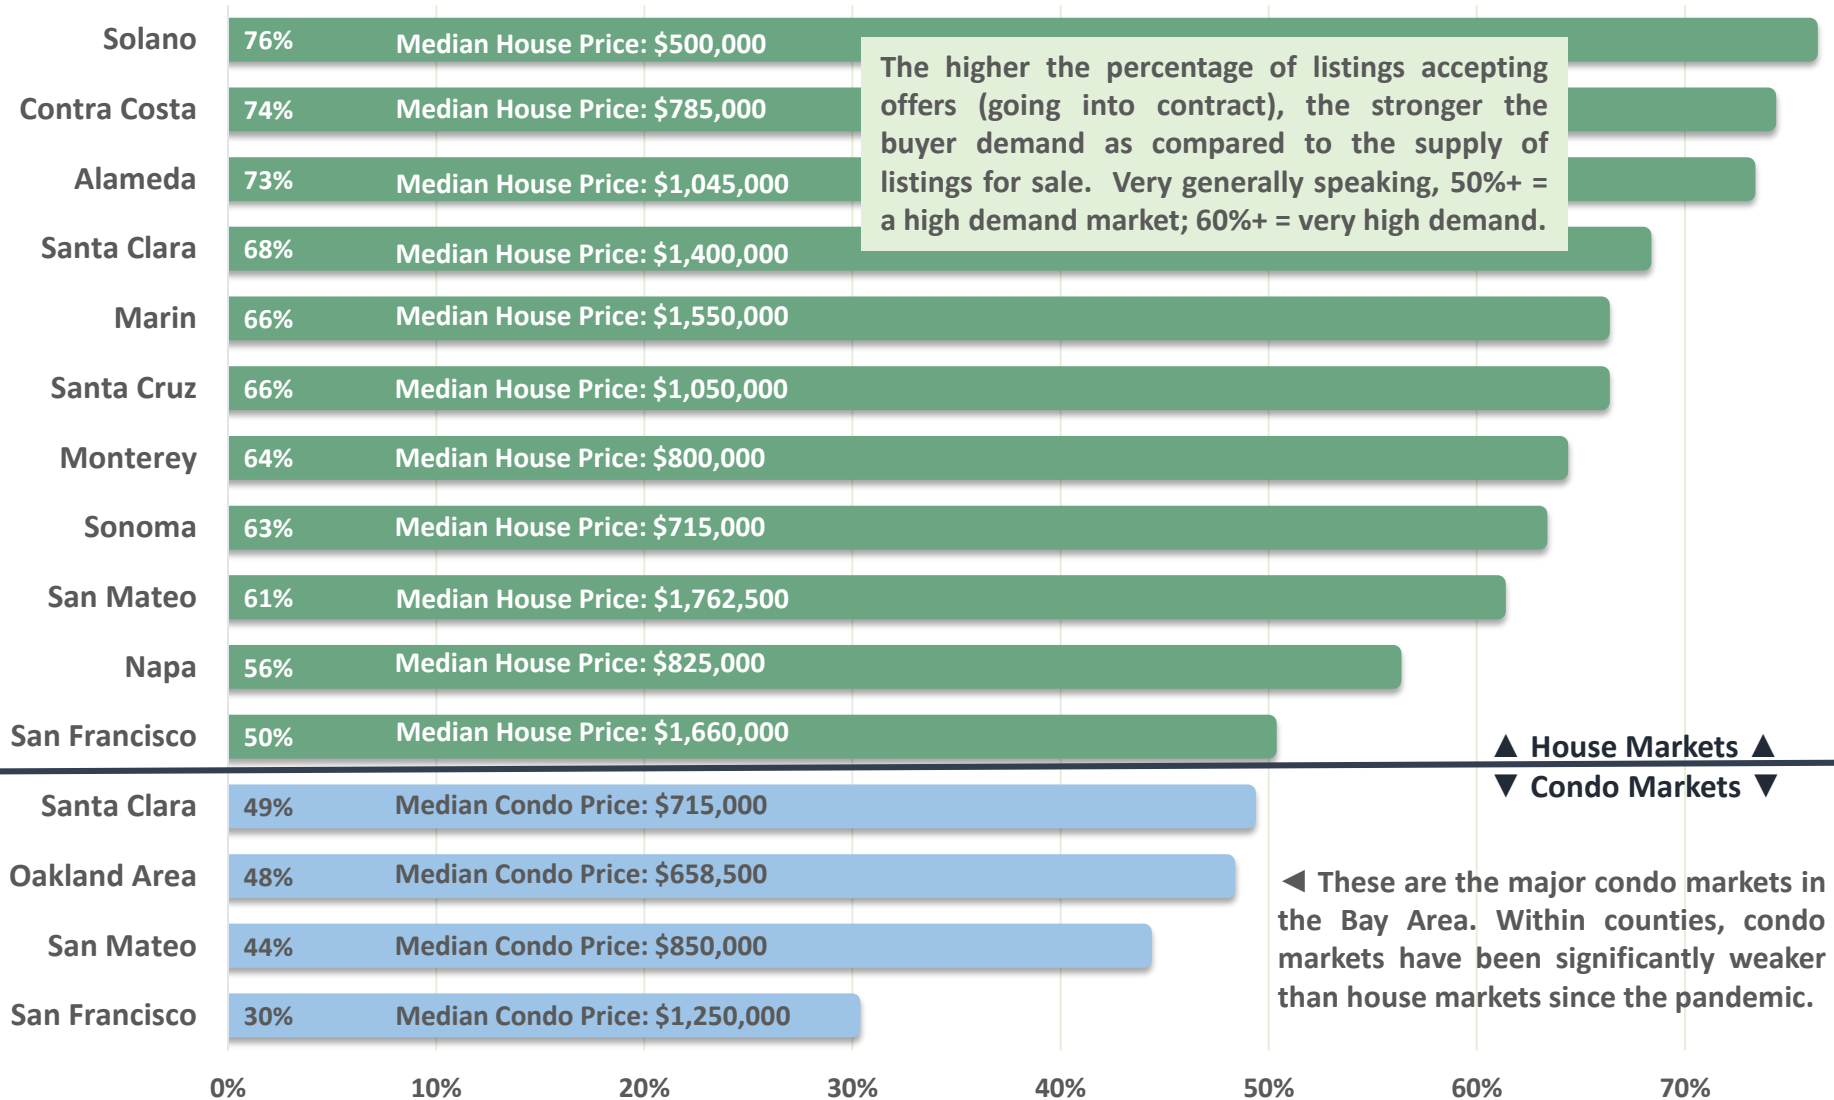 Solano 76% Median House Price: $500,000
Contra Costa 74% Median House Price: $785,000
Alameda 73% Median House Price: $1,045,000
Santa Clara 68% Median House Price: $1,400,000
The higher the percentage of listings accepting
offers (going into contract), the stronger the
buyer demand as compared to the supply of
listings for sale. Very generally speaking, 50%+ =
a high demand market; 60%+ = very high demand.
Marin 66% Median House Price: $1,550,000
Santa Cruz 66% Median House Price: $1,050,000
Monterey 64% Median House Price: $800,000
Sonoma 63% Median House Price: $715,000
San Mateo 61% Median House Price: $1,762,500
Napa 56% Median House Price: $825,000
San Francisco 50% Median House Price: $1,660,000
▲ House Markets ▲
▼ Condo Markets ▼
Santa Clara 49% Median Condo Price: $715,000
Oakland Area 48% Median Condo Price: $658,500
San Mateo 44% Median Condo Price: $850,000
San Francisco 30% Median Condo Price: $1,250,000
◄ These are the major condo markets in
the Bay Area. Within counties, condo
markets have been significantly weaker
than house markets since the pandemic.
0% 10% 20% 30% 40% 50% 60% 70%